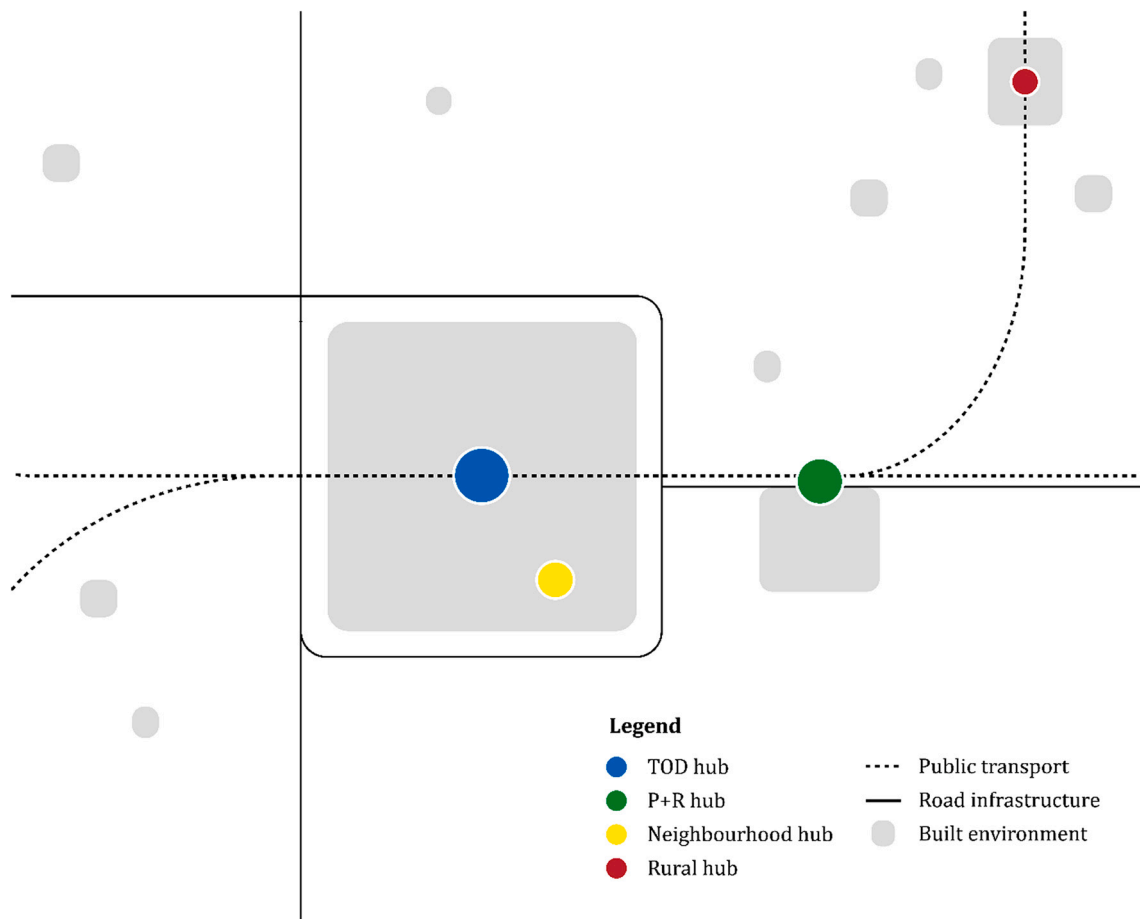 Legend
TOD hub
P+R hub
Neighbourhood hub
Rural hub
Public transport
Road infrastructure
Built environment